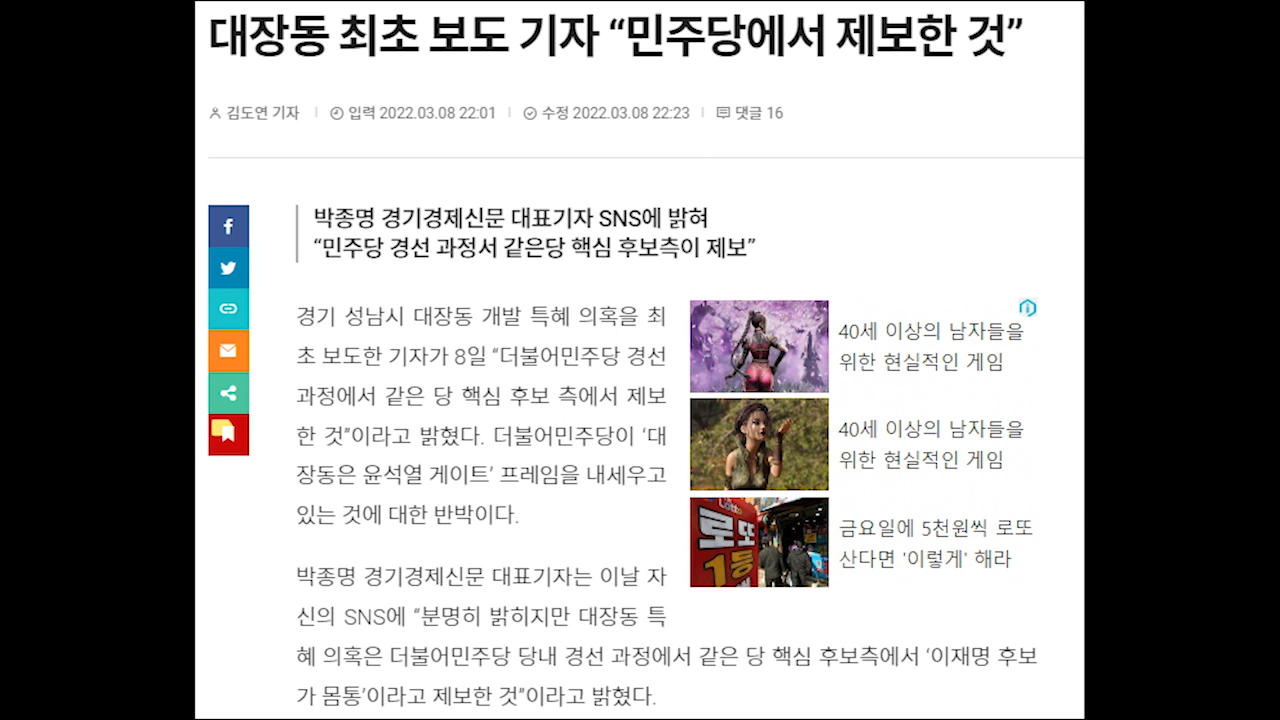 대장동 최초 보도 기자 “민주당에서 제보한 것”
김도연 기자 입력 2022.03.08 22:01 수정 2022.03.08 22:23 댓글 16
박종명 경기경제신문 대표기자 SNS에 밝혀
“민주당 경선 과정서 같은당 핵심 후보측이 제보”
경기 성남시 대장동 개발 특혜 의혹을 최
초 보도한 기자가 8일 “더불어민주당 경선
과정에서 같은 당 핵심 후보 측에서 제보
한 것”이라고 밝혔다. 더불어민주당이 ‘대
장동은 윤석열 게이트’ 프레임을 내세우고
있는 것에 대한 반박이다.
40세 이상의 남자들을
위한 현실적인 게임
40세 이상의 남자들을
위한 현실적인 게임
로또
1등
금요일에 5천원씩 로또
산다면 '이렇게' 해라
박종명 경기경제신문 대표기자는 이날 자
신의 SNS에 “분명히 밝히지만 대장동 특
혜 의혹은 더불어민주당 당내 경선 과정에서 같은 당 핵심 후보측에서 ‘이재명 후보
가 몸통’이라고 제보한 것”이라고 밝혔다.